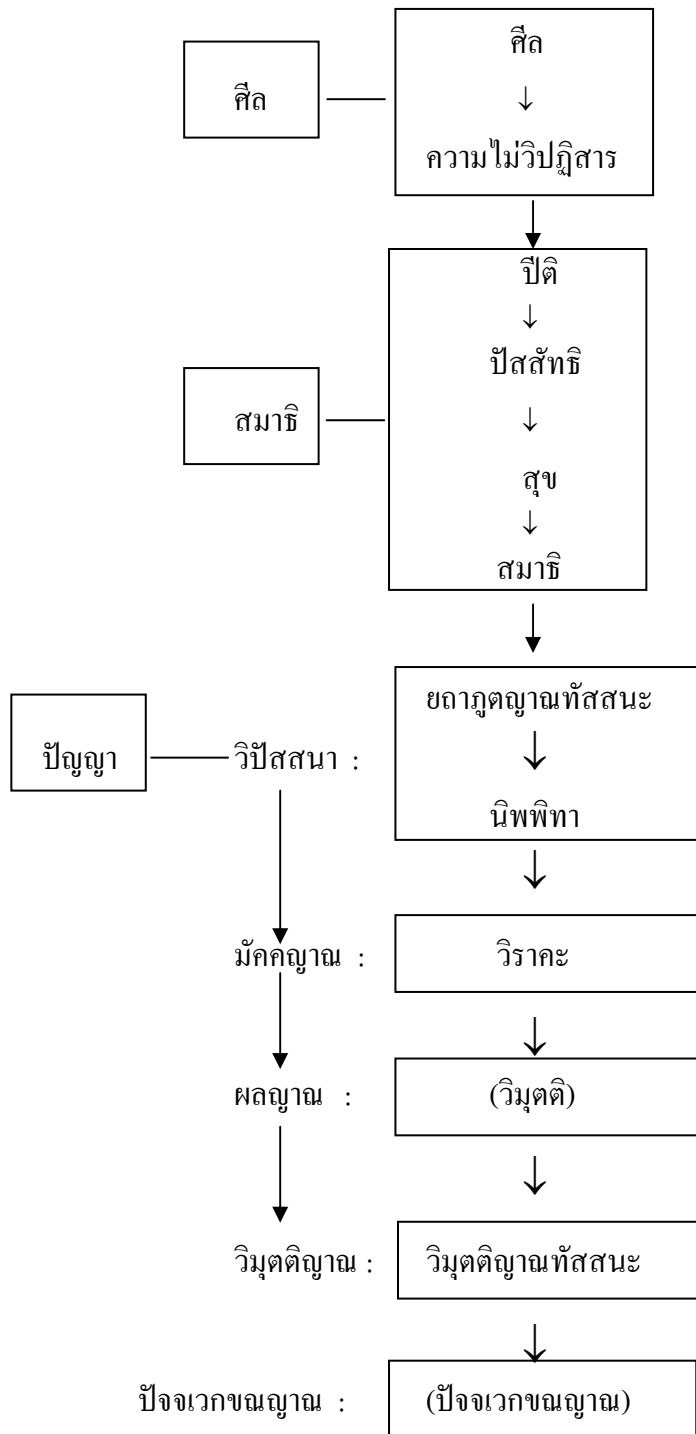 ศีล
ศีล
↓
ความไม่วิปฏิสาร
ปีติ
↓
ปัสสัทธิ
สมาธิ
↓
สุข
↓
สมาธิ
ยถาภูตญาณทัสสนะ
ปัญญา วิปัสสนา :
นิพพิทา
มัคคญาณ : วิราคะ
ผลญาณ : (วิมุตติ)
วิมุตติญาณ : วิมุตติญาณทัสสนะ
ปัจจเวกขณญาณ : (ปัจจเวกขณญาณ)